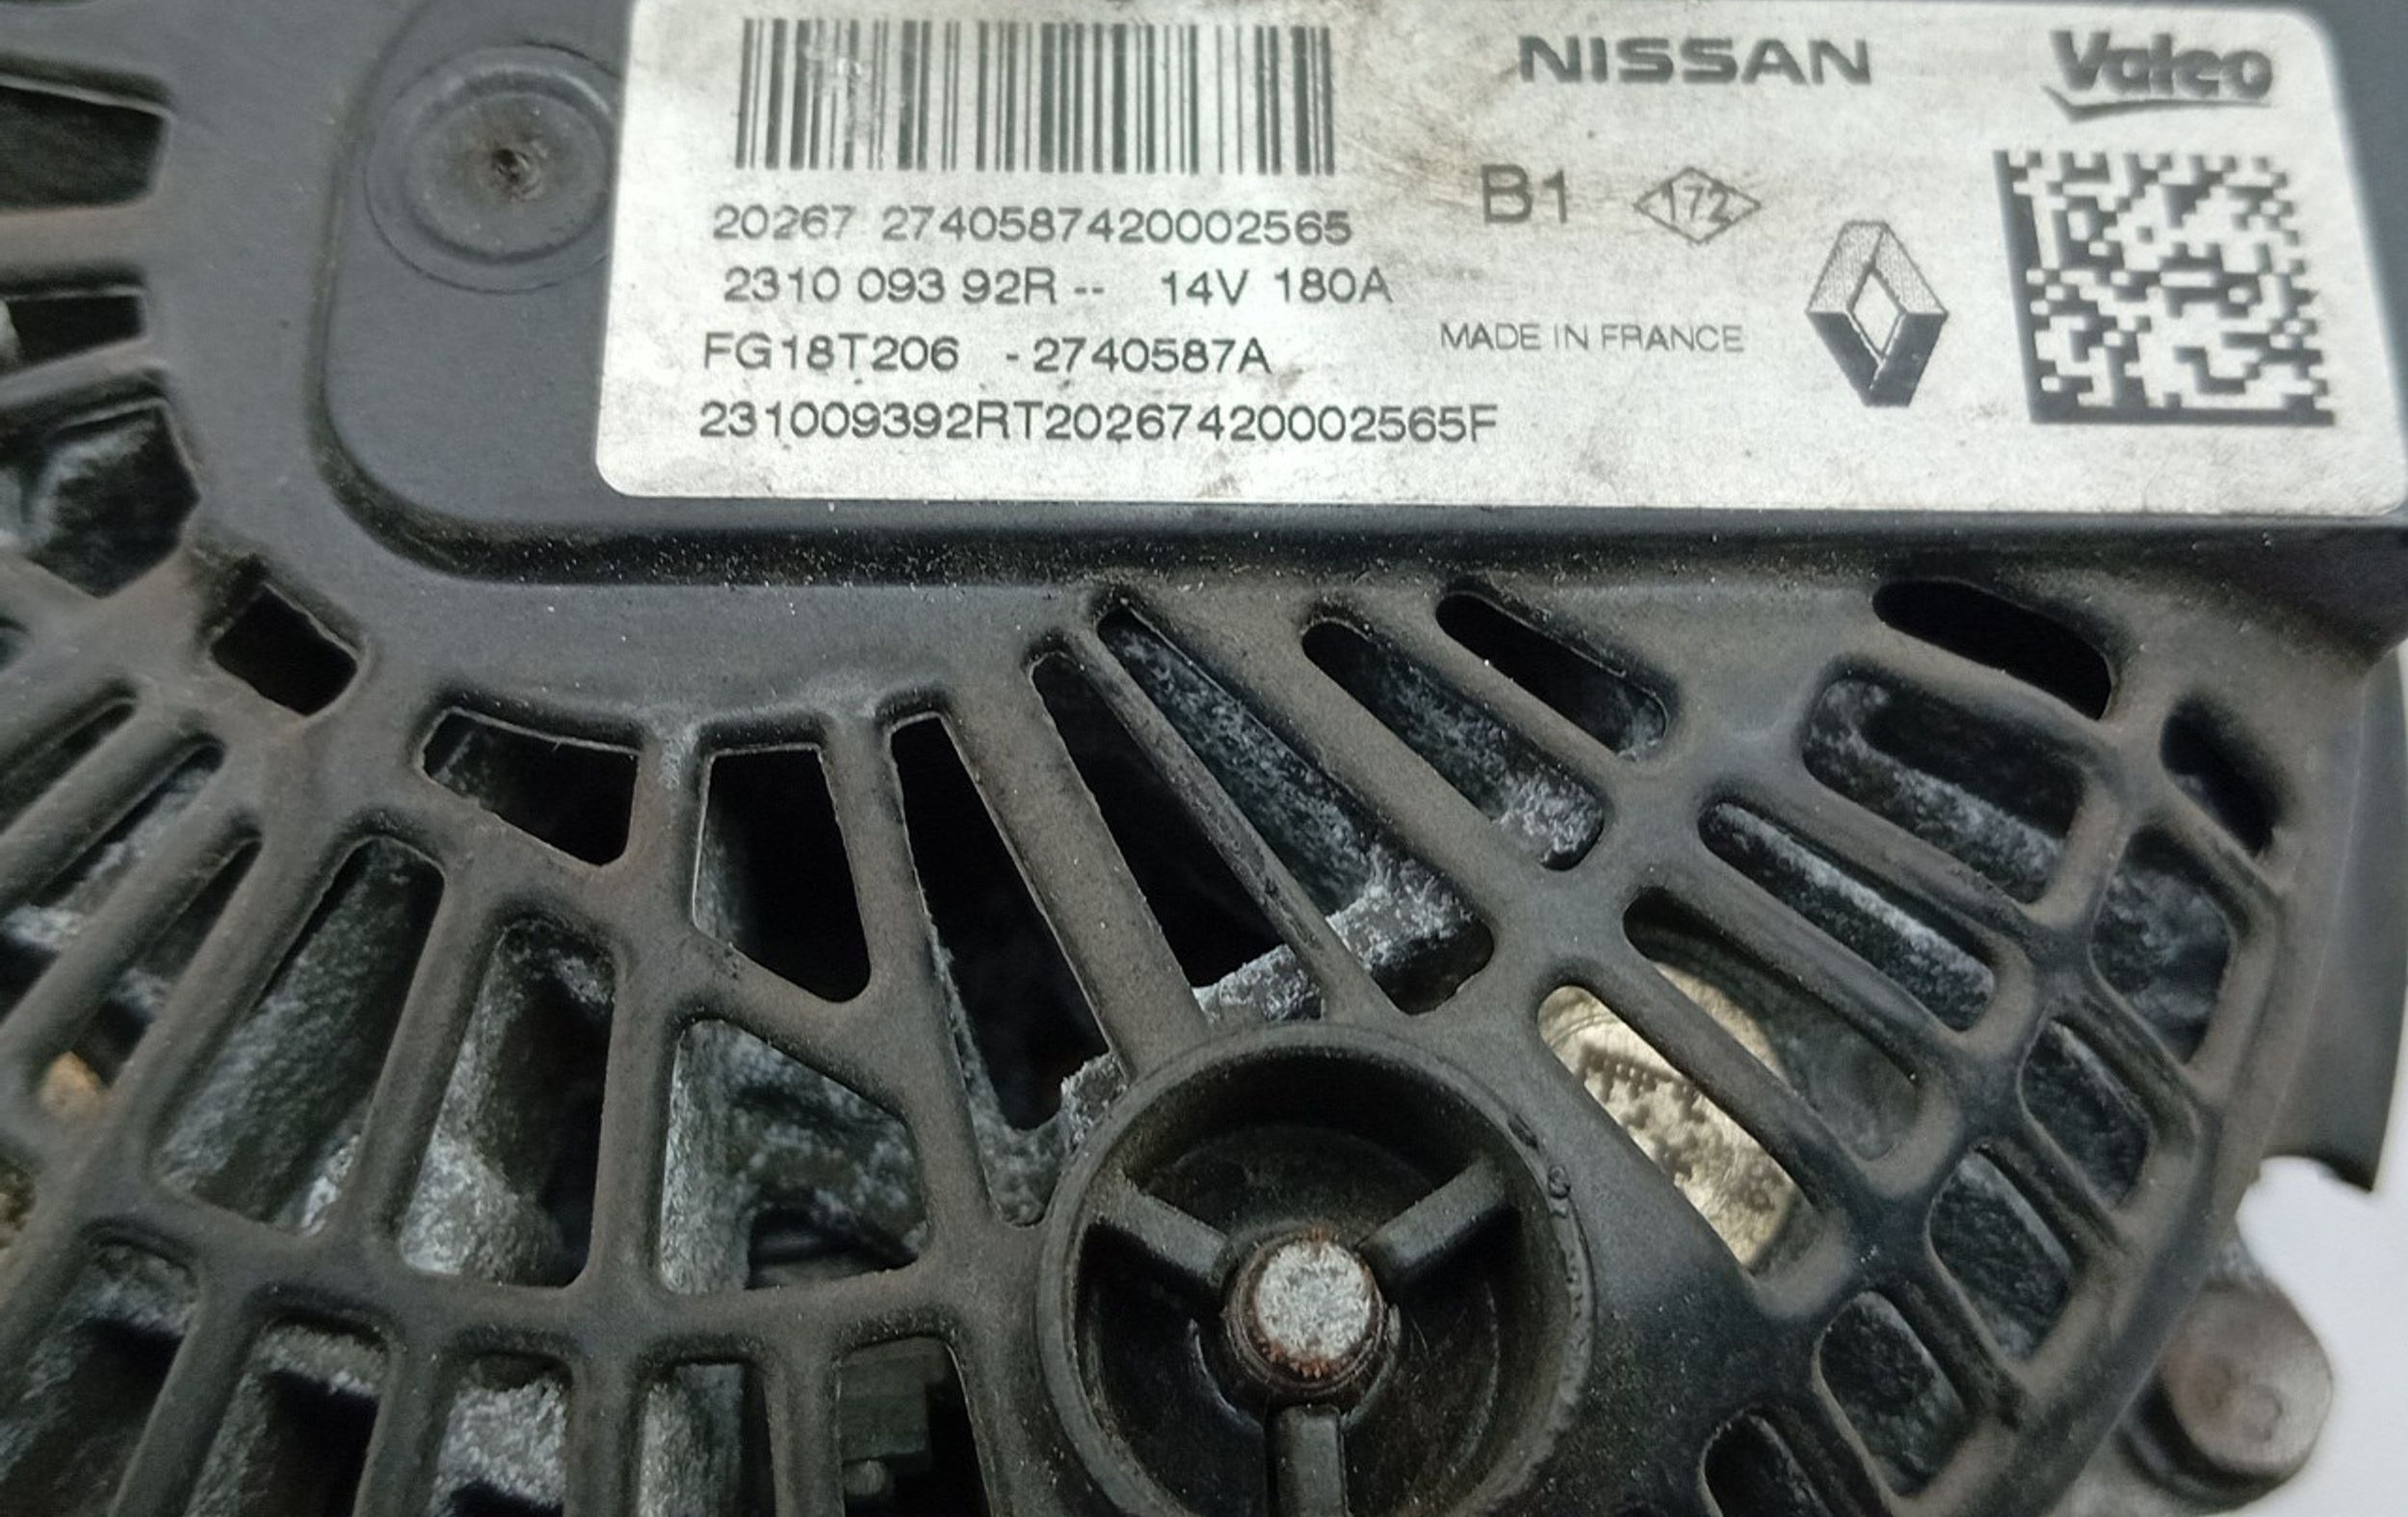 NISSAN Valeo
B1 172
20267 2740587420002565
2310 093 92R -- 14V 180A
MADE IN FRANCE
FG18T206 - 2740587A
231009392RT20267420002565F